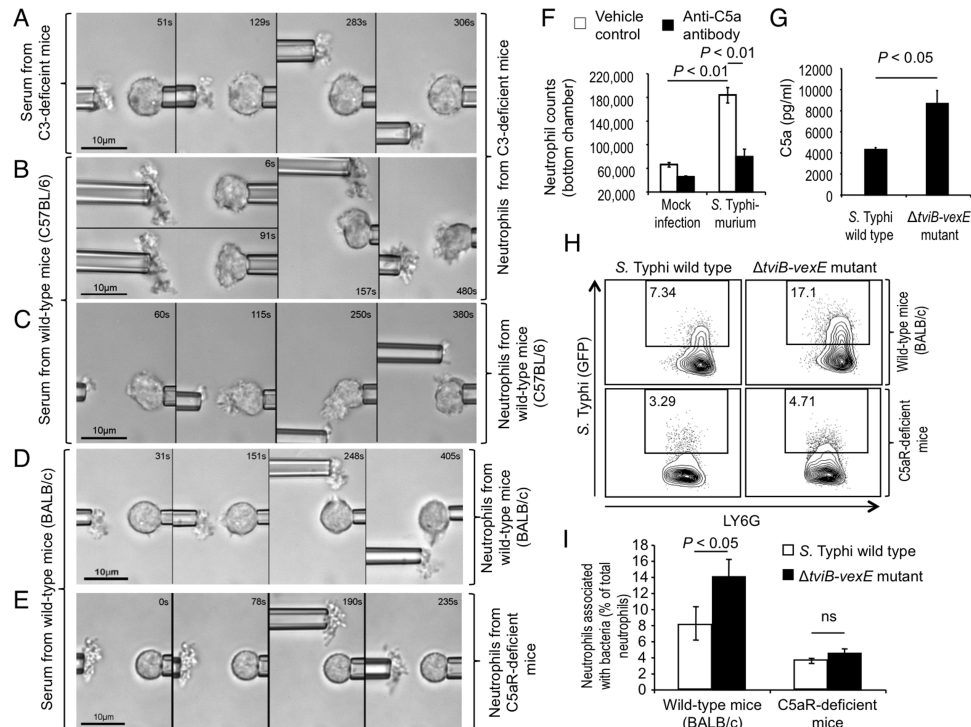 A
Serum from
C3-deficeint mice
51s
129s
283s
306s
10µm
B
6s
91s
157s
480s
10µm
Neutrophils from C3-deficient mice
Serum from wild-type mice (C57BL/6)
C
60s
115s
250s
380s
10µm
Neutrophils from
wild-type mice
(C57BL/6)
D
31s
151s
248s
405s
10µm
Neutrophils from
wild-type mice
(BALB/c)
Serum from wild-type mice (BALB/c)
E
0s
78s
190s
235s
10µm
Neutrophils from
C5aR-deficient
mice
F
Vehicle
control
Anti-C5a
antibody
P < 0.01
P < 0.01
Neutrophil counts
(bottom chamber)
220,000
180,000
140,000
100,000
60,000
20,000
Mock
infection
S. Typhi-
murium
G
P < 0.05
C5a (pg/ml)
12000
10000
8000
6000
4000
2000
0
S. Typhi
wild type
ΔtviB-vexE
mutant
H
S. Typhi wild type
ΔtviB-vexE mutant
7.34
17.1
Wild-type mice
(BALB/c)
3.29
4.71
C5aR-deficient
mice
S. Typhi (GFP)
LY6G
I
P < 0.05
S. Typhi wild type
ΔtviB-vexE mutant
ns
Neutrophils associated
with bacteria (% of total
neutrophils)
18
16
14
12
10
8
6
4
2
0
Wild-type mice
(BALB/c)
C5aR-deficient
mice